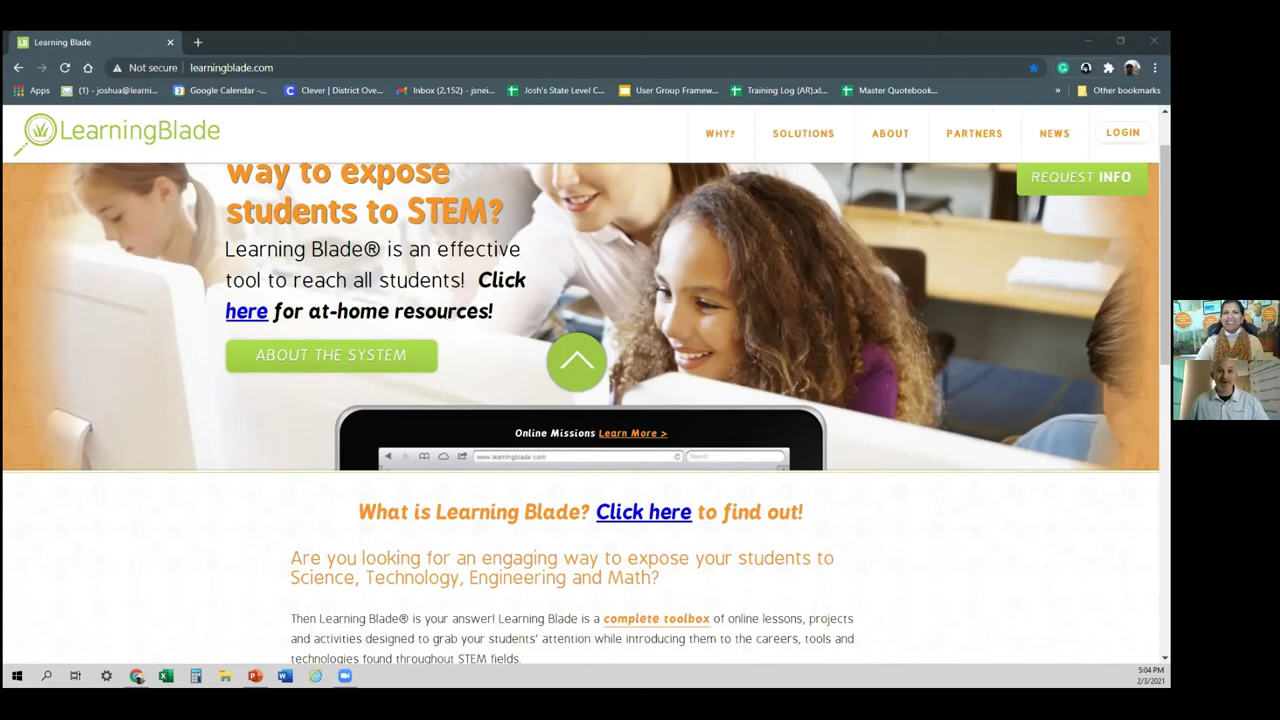 Learning Blade
Not secure
learningblade.com
Apps
(1) - joshua@learni...
Google Calendar -...
Clever | District Ove...
Inbox (2,152) - jsnei...
Josh's State Level C...
User Group Framew...
Training Log (AR).xl...
Master Quotebook...
»
Other bookmarks
LearningBlade
WHY?
SOLUTIONS
ABOUT
PARTNERS
NEWS
LOGIN
REQUEST INFO
way to expose
students to STEM?
Learning Blade® is an effective
tool to reach all students! Click
here for at-home resources!
ABOUT THE SYSTEM
Online Missions Learn More >
www.learningblade.com
Search
What is Learning Blade? Click here to find out!
Are you looking for an engaging way to expose your students to
Science, Technology, Engineering and Math?
Then Learning Blade® is your answer! Learning Blade is a complete toolbox of online lessons, projects
and activities designed to grab your students' attention while introducing them to the careers, tools and
technologies found throughout STEM fields.
5:04 PM
2/3/2021